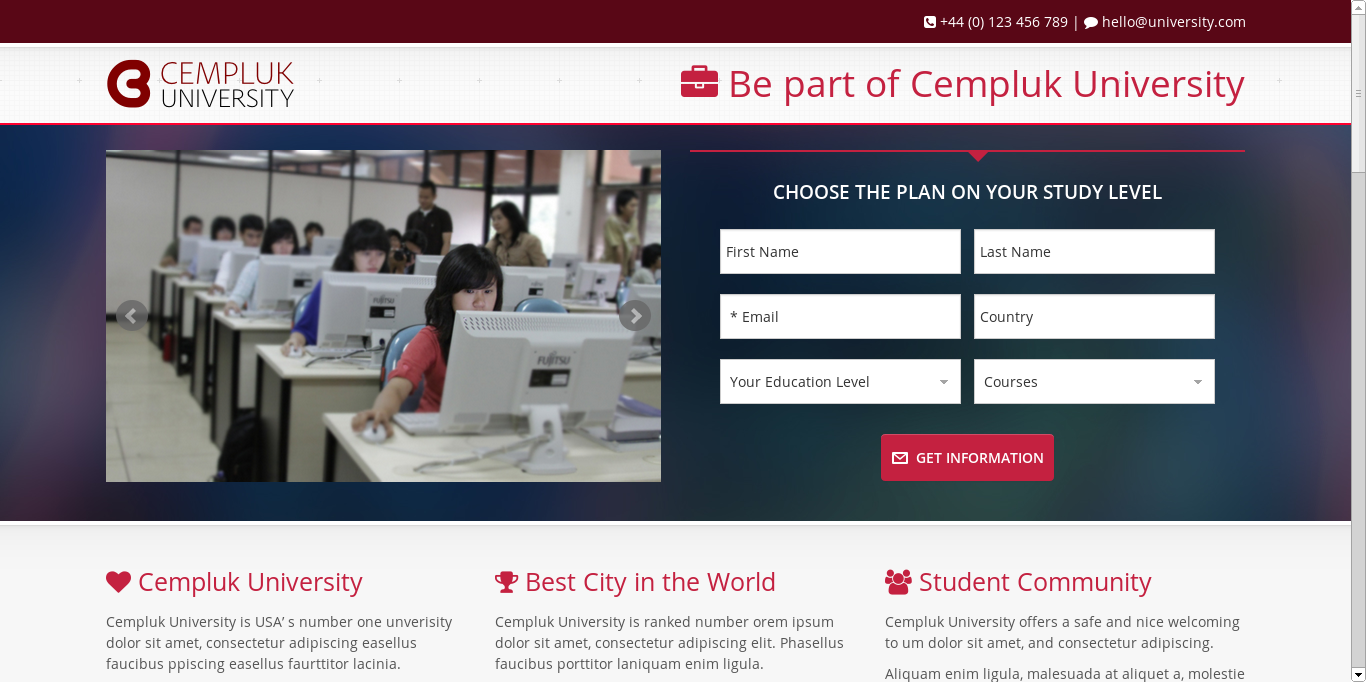 +44 (0) 123 456 789 | hello@university.com
CEMPLUK
UNIVERSITY
Be part of Cempluk University
FUJITSU
FUJITSU
CHOOSE THE PLAN ON YOUR STUDY LEVEL
First Name
Last Name
* Email
Country
Your Education Level
Courses
GET INFORMATION
Cempluk University
Cempluk University is USA’ s number one unverisity
dolor sit amet, consectetur adipiscing easellus
faucibus ppiscing easellus faurttitor lacinia.
Best City in the World
Cempluk University is ranked number orem ipsum
dolor sit amet, consectetur adipiscing elit. Phasellus
faucibus porttitor laniquam enim ligula.
Student Community
Cempluk University offers a safe and nice welcoming
to um dolor sit amet, and consectetur adipiscing.
Aliquam enim ligula, malesuada at aliquet a, molestie